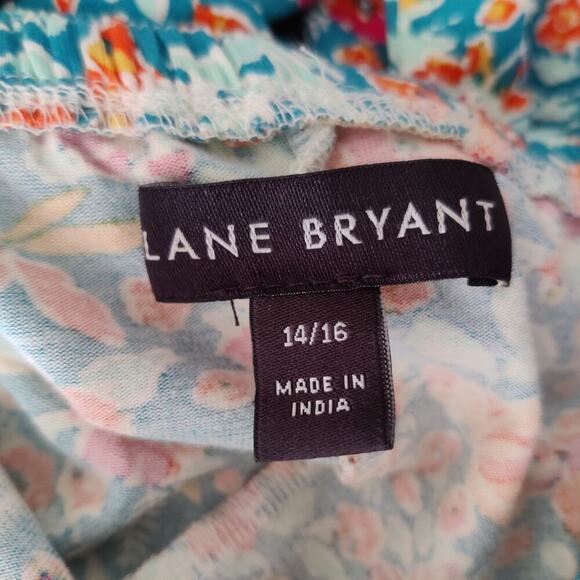 LANE BRYANT
14/16
MADE IN
INDIA